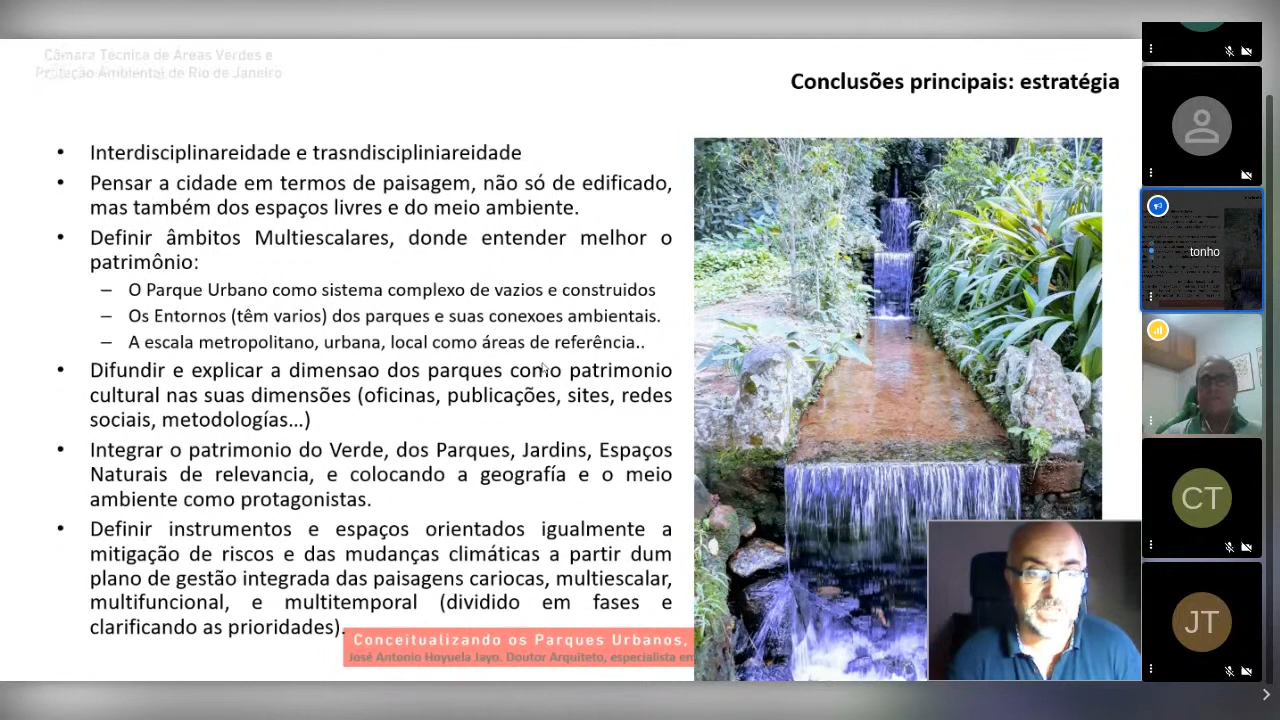 Câmara Técnica de Áreas Verdes e
Proteção Ambiental do Rio de Janeiro
Conclusões principais: estratégia
• Interdisciplinareidade e trasndiscipliniareidade
• Pensar a cidade em termos de paisagem, não só de edificado,
mas também dos espaços livres e do meio ambiente.
• Definir âmbitos Multiescalares, donde entender melhor o
patrimônio:
– O Parque Urbano como sistema complexo de vazios e construidos
– Os Entornos (têm varios) dos parques e suas conexoes ambientais.
– A escala metropolitano, urbana, local como áreas de referência..
• Difundir e explicar a dimensao dos parques como patrimonio
cultural nas suas dimensões (oficinas, publicações, sites, redes
sociais, metodologías...)
• Integrar o patrimonio do Verde, dos Parques, Jardins, Espaços
Naturais de relevancia, e colocando a geografía e o meio
ambiente como protagonistas.
• Definir instrumentos e espaços orientados igualmente a
mitigação de riscos e das mudanças climáticas a partir dum
plano de gestão integrada das paisagens cariocas, multiescalar,
multifuncional, e multitemporal (dividido em fases e
clarificando as prioridades).
Conceitualizando os Parques Urbanos,
José Antonio Hoyuela Jayo. Doutor Arquiteto, especialista en
tonho
CT
JT